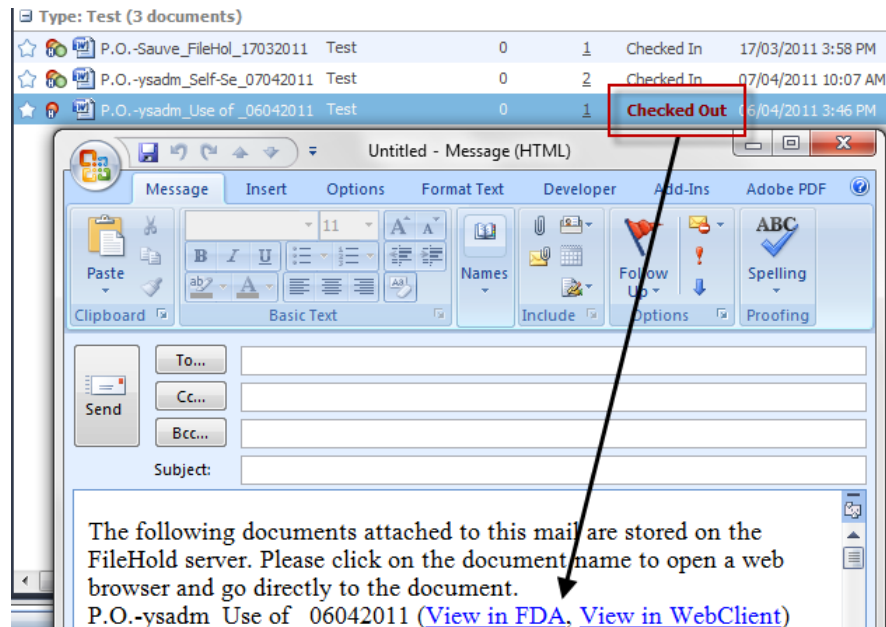 Type: Test (3 documents)
P.O.-Sauve_FileHol_17032011 Test 0 1 Checked In 17/03/2011 3:58 PM
P.O.-ysadm_Self-Se_07042011 Test 0 2 Checked In 07/04/2011 10:07 AM
P.O.-ysadm_Use of _06042011 Test 0 1 Checked Out 06/04/2011 3:46 PM
Untitled - Message (HTML)
Message Insert Options Format Text Developer Add-Ins Adobe PDF
11 A A ABC
B I U
Paste Names Follow Up Spelling
ab A Aa
Clipboard Basic Text Include Options Proofing
To...
Send
Cc...
Bcc...
Subject:
The following documents attached to this mail are stored on the
FileHold server. Please click on the document name to open a web
browser and go directly to the document.
P.O.-ysadm_Use of _06042011 (View in FDA, View in WebClient)